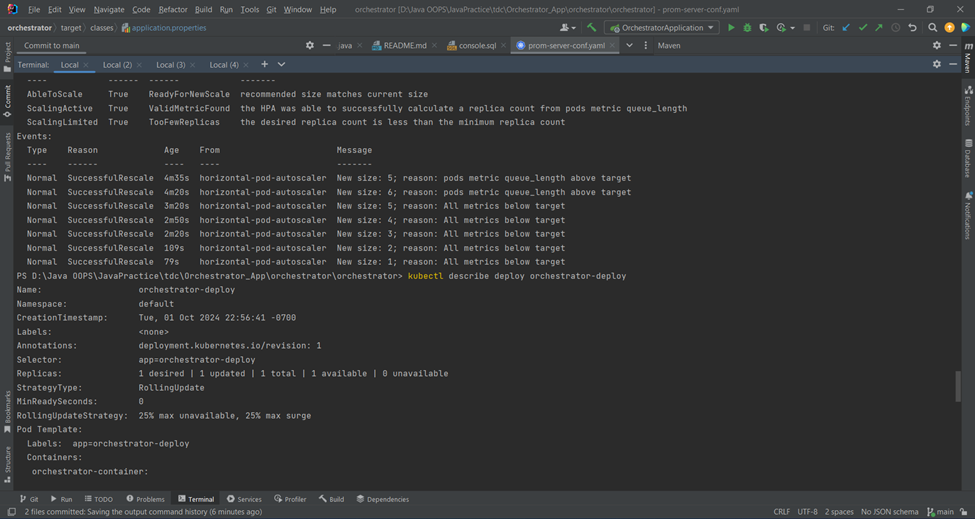 File Edit View Navigate Code Refactor Build Run Tools Git Window Help orchestrator [D:\Java OOPS\JavaPractice\tdc\Orchestrator_App\orchestrator\orchestrator] - prom-server-conf.yaml
orchestrator target classes application.properties OrchestratorApplication Git:
Commit to main .java README.md console.sql prom-server-conf.yaml Maven
Terminal: Local Local (2) Local (3) Local (4)
---- ------ ------ -------
AbleToScale True ReadyForNewScale recommended size matches current size
ScalingActive True ValidMetricFound the HPA was able to successfully calculate a replica count from pods metric queue_length
ScalingLimited True TooFewReplicas the desired replica count is less than the minimum replica count
Events:
Type Reason Age From Message
---- ------ ---- ---- -------
Normal SuccessfulRescale 4m35s horizontal-pod-autoscaler New size: 5; reason: pods metric queue_length above target
Normal SuccessfulRescale 4m20s horizontal-pod-autoscaler New size: 6; reason: pods metric queue_length above target
Normal SuccessfulRescale 3m20s horizontal-pod-autoscaler New size: 5; reason: All metrics below target
Normal SuccessfulRescale 2m50s horizontal-pod-autoscaler New size: 4; reason: All metrics below target
Normal SuccessfulRescale 2m20s horizontal-pod-autoscaler New size: 3; reason: All metrics below target
Normal SuccessfulRescale 109s horizontal-pod-autoscaler New size: 2; reason: All metrics below target
Normal SuccessfulRescale 79s horizontal-pod-autoscaler New size: 1; reason: All metrics below target
PS D:\Java OOPS\JavaPractice\tdc\Orchestrator_App\orchestrator\orchestrator> kubectl describe deploy orchestrator-deploy
Name: orchestrator-deploy
Namespace: default
CreationTimestamp: Tue, 01 Oct 2024 22:56:41 -0700
Labels: <none>
Annotations: deployment.kubernetes.io/revision: 1
Selector: app=orchestrator-deploy
Replicas: 1 desired | 1 updated | 1 total | 1 available | 0 unavailable
StrategyType: RollingUpdate
MinReadySeconds: 0
RollingUpdateStrategy: 25% max unavailable, 25% max surge
Pod Template:
Labels: app=orchestrator-deploy
Containers:
orchestrator-container:
Git Run TODO Problems Terminal Services Profiler Build Dependencies
2 files committed: Saving the output command history (6 minutes ago) CRLF UTF-8 2 spaces No JSON schema main
Project
Commit
Pull Requests
Bookmarks
Structure
Maven
Endpoints
Database
Notifications